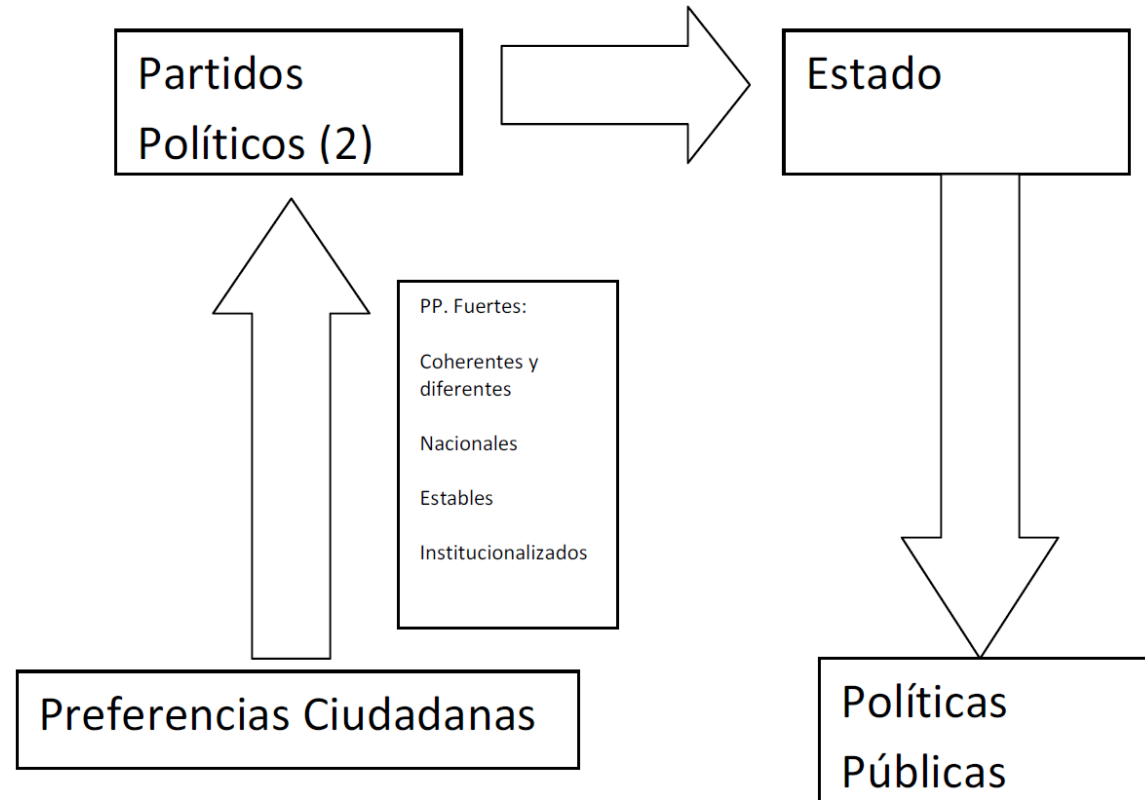 Partidos
Políticos (2)
Estado
PP. Fuertes:
Coherentes y
diferentes
Nacionales
Estables
Institucionalizados
Preferencias Ciudadanas
Políticas
Públicas